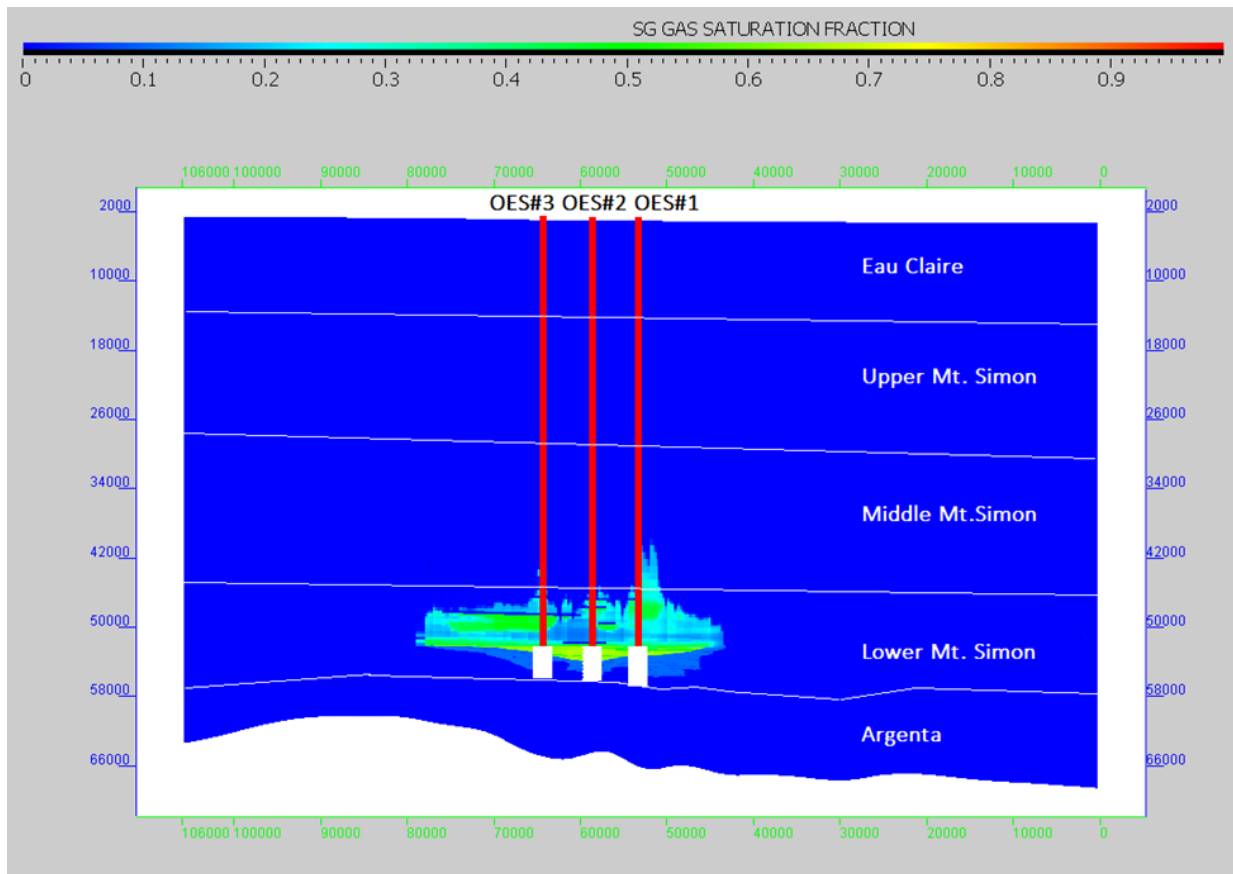 SG GAS SATURATION FRACTION
0 0.1 0.2 0.3 0.4 0.5 0.6 0.7 0.8 0.9
106000 100000 90000 80000 70000 60000 50000 40000 30000 20000 10000 0
OES#3 OES#2 OES#1
2000 2000
Eau Claire
10000 10000
18000 18000
Upper Mt. Simon
26000 26000
34000 34000
Middle Mt.Simon
42000 42000
50000 50000
Lower Mt. Simon
58000 58000
Argenta
66000 66000
106000 100000 90000 80000 70000 60000 50000 40000 30000 20000 10000 0